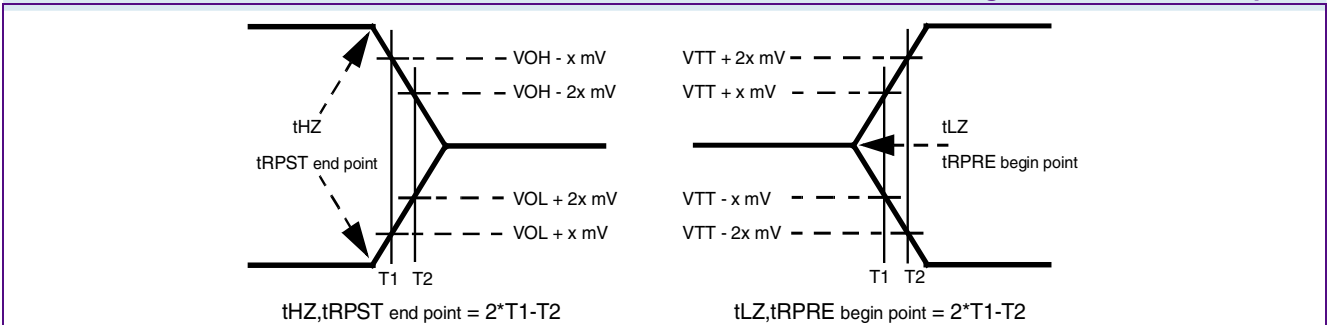 VOH - x mV
VTT + 2x mV
VOH - 2x mV
VTT + x mV
tHZ
tLZ
tRPST end point
tRPRE begin point
VOL + 2x mV
VTT - x mV
VOL + x mV
VTT - 2x mV
T1 T2
T1 T2
tHZ,tRPST end point = 2*T1-T2
tLZ,tRPRE begin point = 2*T1-T2